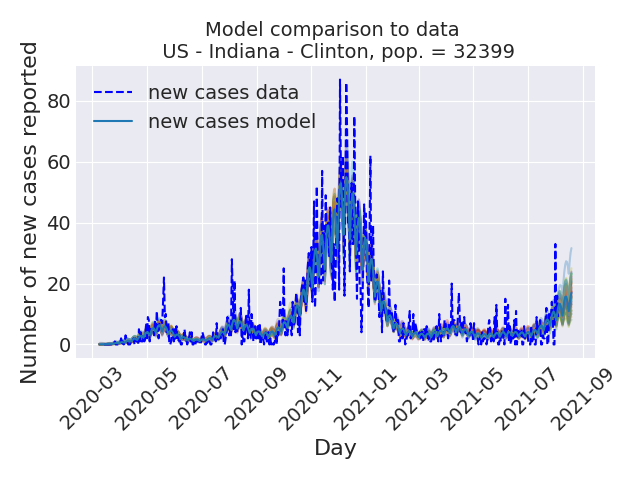 Model comparison to data
US - Indiana - Clinton, pop. = 32399
new cases data
new cases model
Number of new cases reported
80
60
40
20
0
2020-03
2020-05
2020-07
2020-09
2020-11
2021-01
2021-03
2021-05
2021-07
2021-09
Day